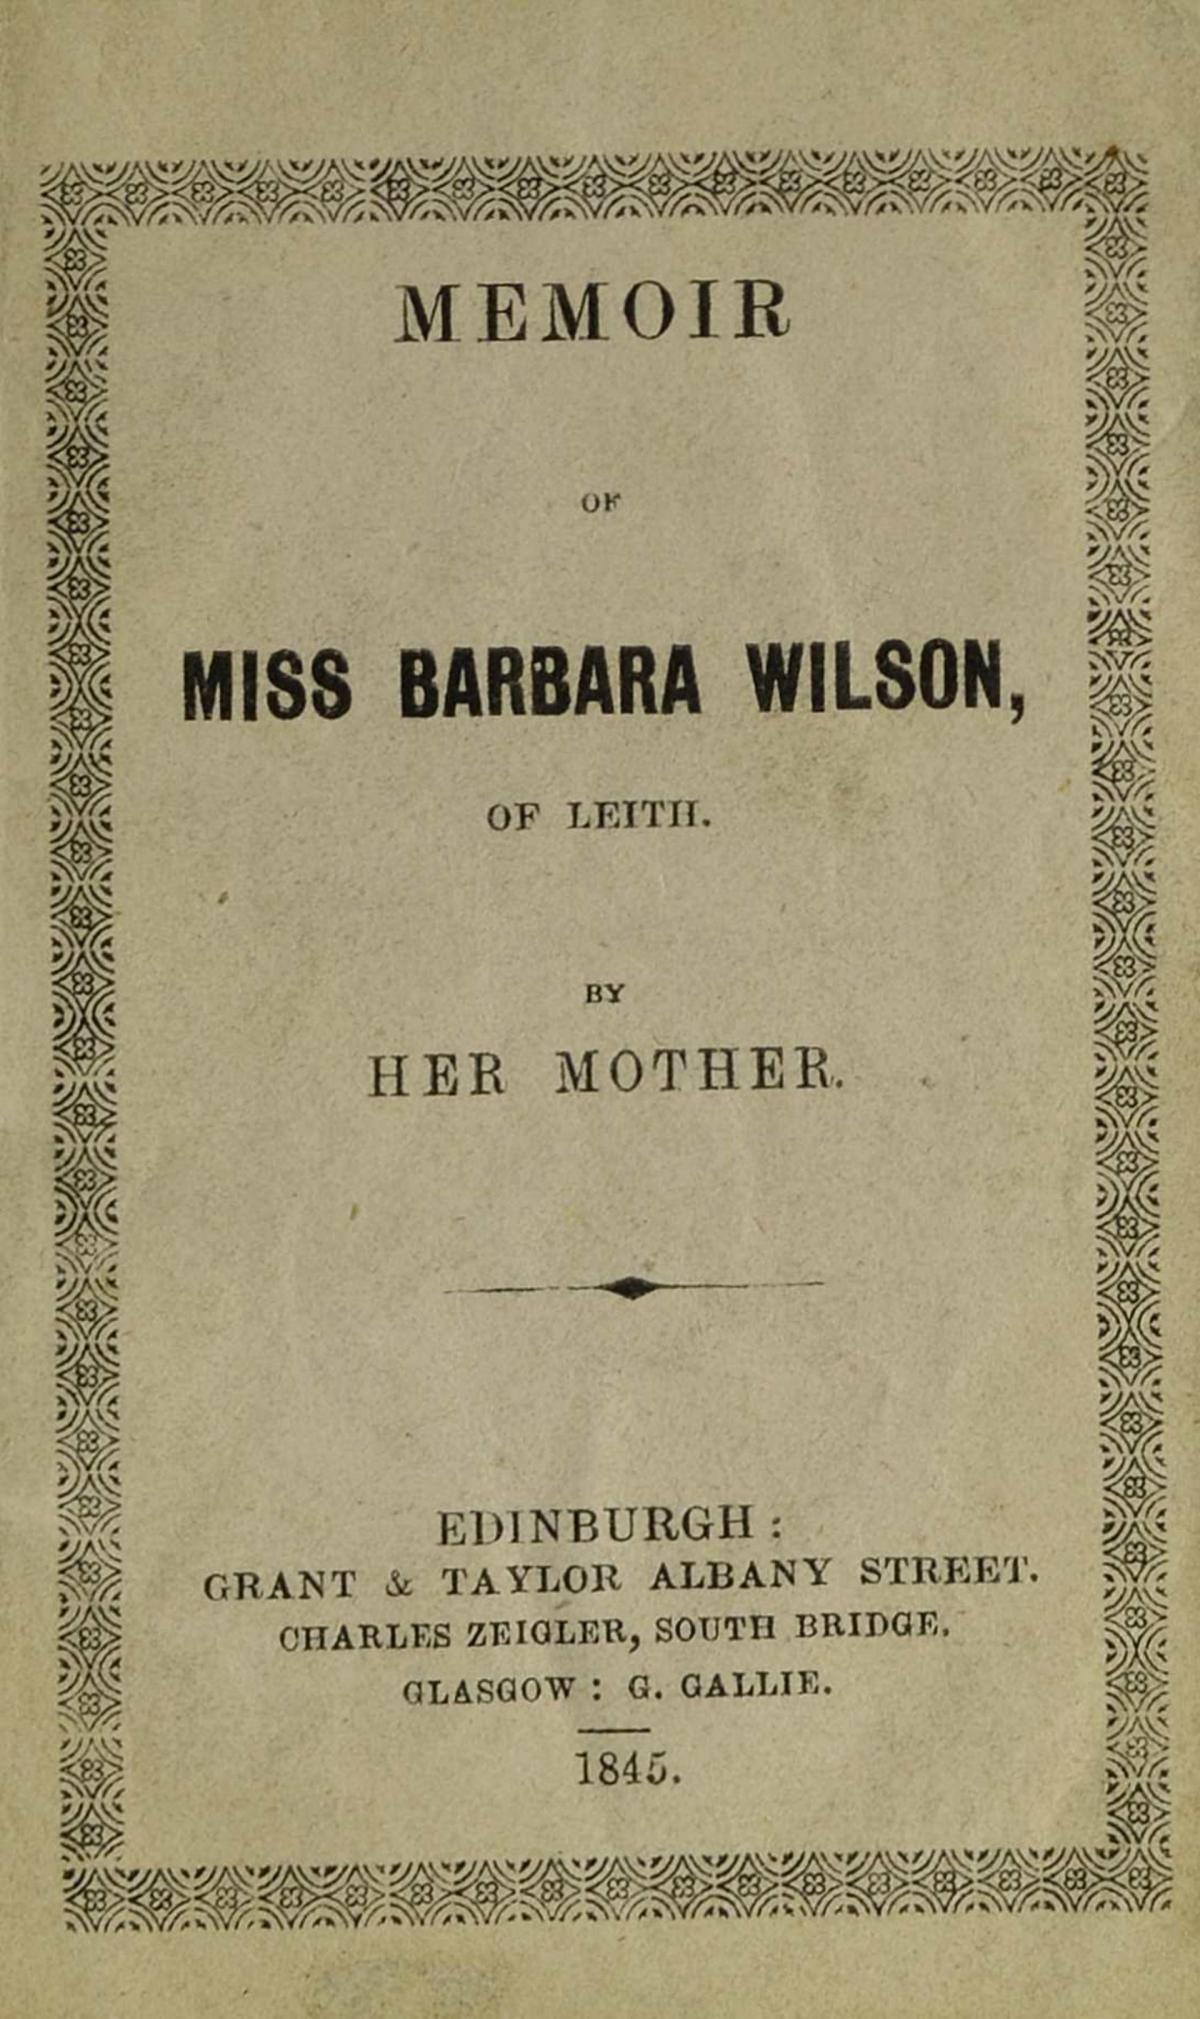 MEMOIR
OF
MISS BARBARA WILSON,
OF LEITH.
BY
HER MOTHER.
EDINBURGH :
GRANT & TAYLOR ALBANY STREET.
CHARLES ZEIGLER, SOUTH BRIDGE.
GLASGOW : G. GALLIE.
1845.